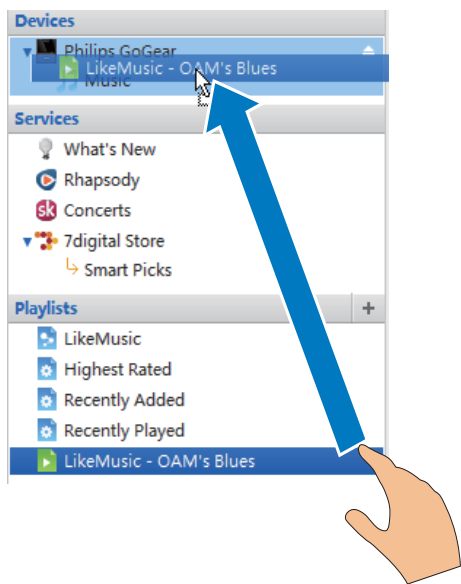 Devices
Philips GoGear
LikeMusic - OAM's Blues
Music
Services
What's New
Rhapsody
sk Concerts
7digital Store
Smart Picks
Playlists +
LikeMusic
Highest Rated
Recently Added
Recently Played
LikeMusic - OAM's Blues